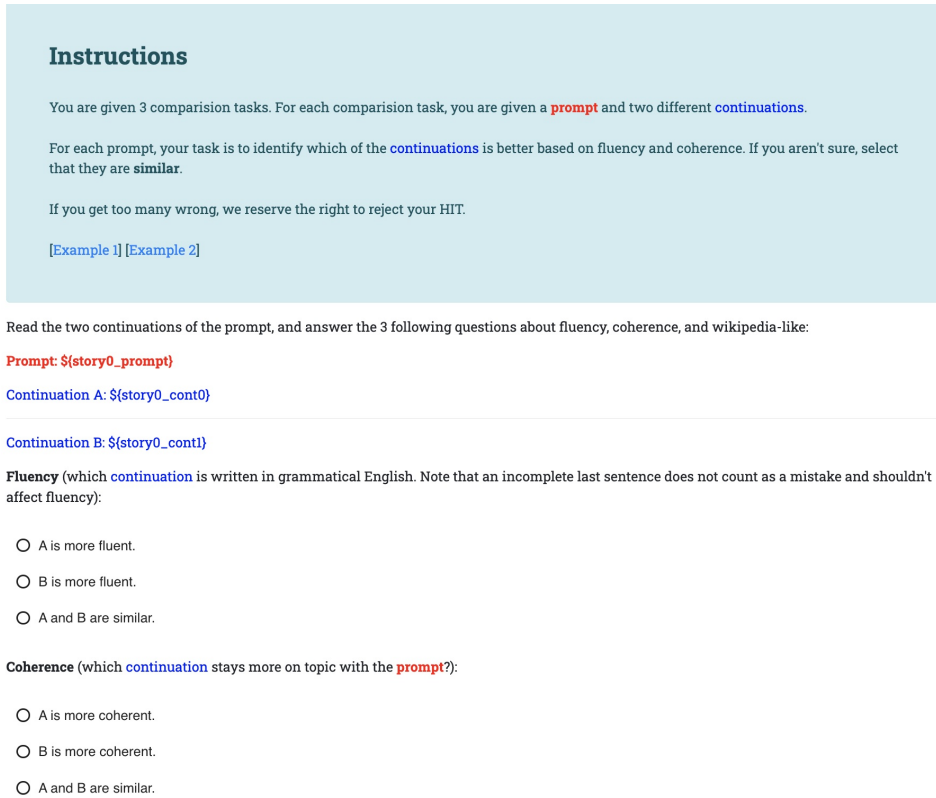 Instructions
You are given 3 comparision tasks. For each comparision task, you are given a prompt and two different continuations.
For each prompt, your task is to identify which of the continuations is better based on fluency and coherence. If you aren't sure, select
that they are similar.
If you get too many wrong, we reserve the right to reject your HIT.
[Example 1] [Example 2]
Read the two continuations of the prompt, and answer the 3 following questions about fluency, coherence, and wikipedia-like:
Prompt: ${story0_prompt}
Continuation A: ${story0_cont0}
Continuation B: ${story0_cont1}
Fluency (which continuation is written in grammatical English. Note that an incomplete last sentence does not count as a mistake and shouldn't
affect fluency):
A is more fluent.
B is more fluent.
A and B are similar.
Coherence (which continuation stays more on topic with the prompt?):
A is more coherent.
B is more coherent.
A and B are similar.